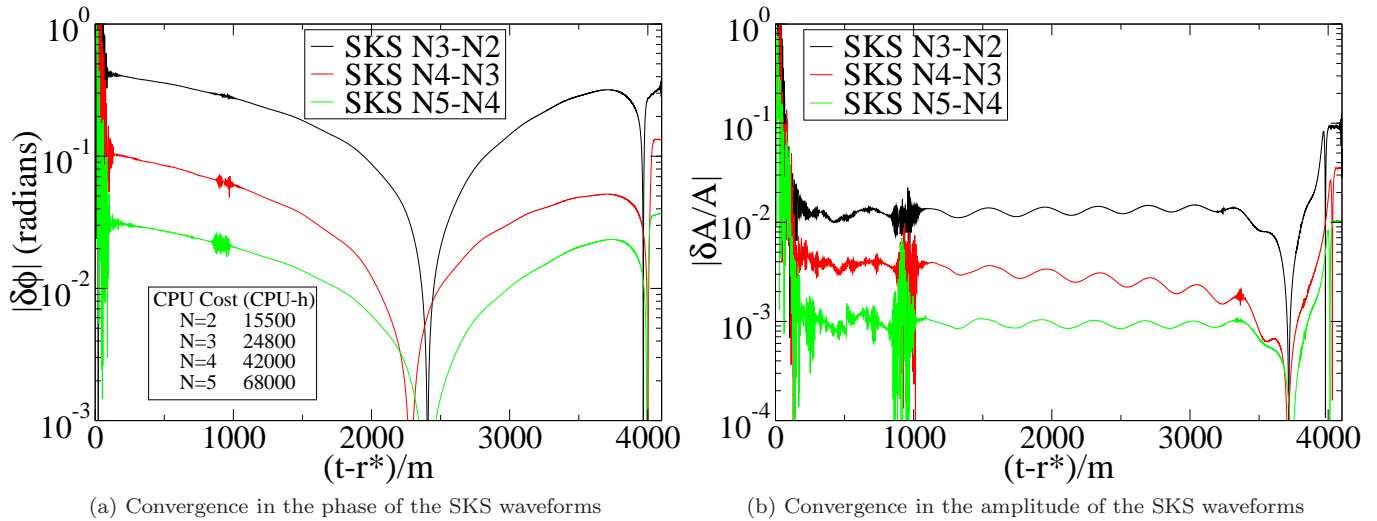 10^0
10^-1
10^-2
10^-3
|δϕ| (radians)
SKS N3-N2
SKS N4-N3
SKS N5-N4
CPU Cost (CPU-h)
N=2 15500
N=3 24800
N=4 42000
N=5 68000
0 1000 2000 3000 4000
(t-r*)/m
(a) Convergence in the phase of the SKS waveforms
10^0
10^-1
10^-2
10^-3
10^-4
|δA/A|
SKS N3-N2
SKS N4-N3
SKS N5-N4
0 1000 2000 3000 4000
(t-r*)/m
(b) Convergence in the amplitude of the SKS waveforms